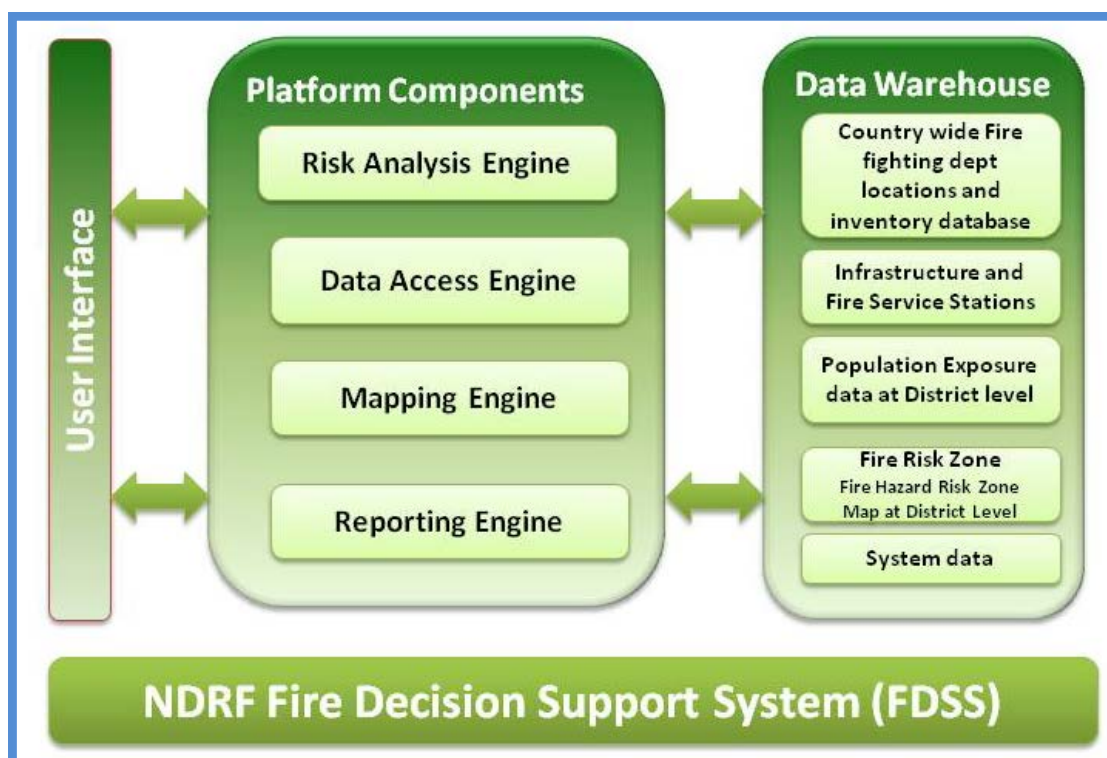 User Interface
Platform Components
Risk Analysis Engine
Data Access Engine
Mapping Engine
Reporting Engine
Data Warehouse
Country wide Fire
fighting dept
locations and
inventory database
Infrastructure and
Fire Service Stations
Population Exposure
data at District level
Fire Risk Zone
Fire Hazard Risk Zone
Map at District Level
System data
NDRF Fire Decision Support System (FDSS)